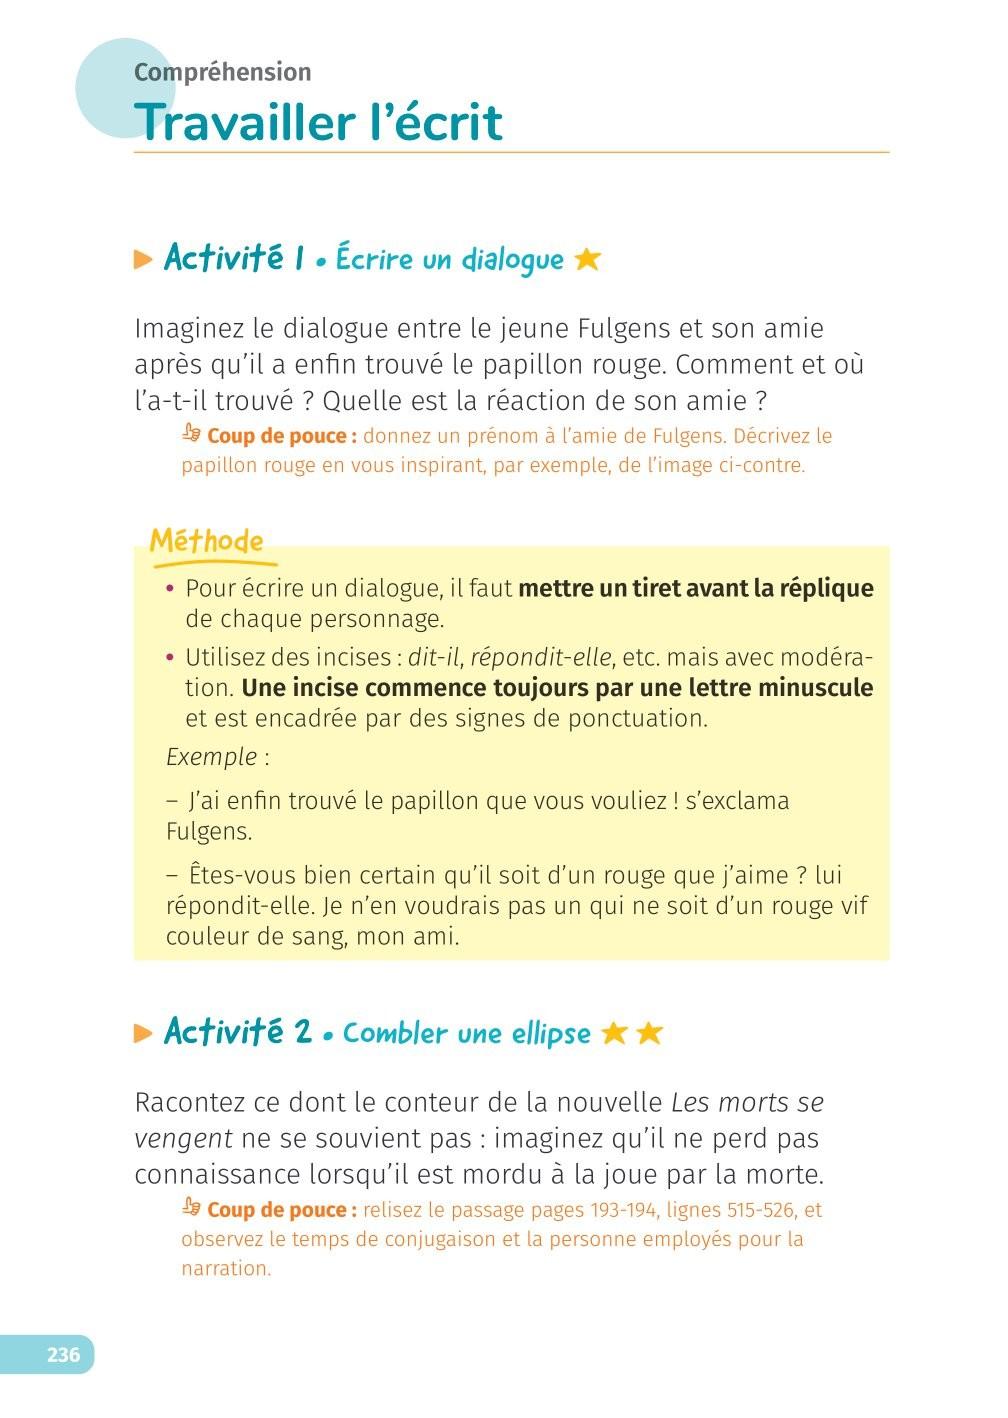 Compréhension
Travailler l’écrit
Activité 1 • Écrire un dialogue
Imaginez le dialogue entre le jeune Fulgens et son amie
après qu’il a enfin trouvé le papillon rouge. Comment et où
l’a-t-il trouvé ? Quelle est la réaction de son amie ?
Coup de pouce : donnez un prénom à l’amie de Fulgens. Décrivez le
papillon rouge en vous inspirant, par exemple, de l’image ci-contre.
Méthode
• Pour écrire un dialogue, il faut mettre un tiret avant la réplique
de chaque personnage.
• Utilisez des incises : dit-il, répondit-elle, etc. mais avec modéra-
tion. Une incise commence toujours par une lettre minuscule
et est encadrée par des signes de ponctuation.
Exemple :
– J’ai enfin trouvé le papillon que vous vouliez ! s’exclama
Fulgens.
– Êtes-vous bien certain qu’il soit d’un rouge que j’aime ? lui
répondit-elle. Je n’en voudrais pas un qui ne soit d’un rouge vif
couleur de sang, mon ami.
Activité 2 • Combler une ellipse
Racontez ce dont le conteur de la nouvelle Les morts se
vengent ne se souvient pas : imaginez qu’il ne perd pas
connaissance lorsqu’il est mordu à la joue par la morte.
Coup de pouce : relisez le passage pages 193-194, lignes 515-526, et
observez le temps de conjugaison et la personne employés pour la
narration.
236